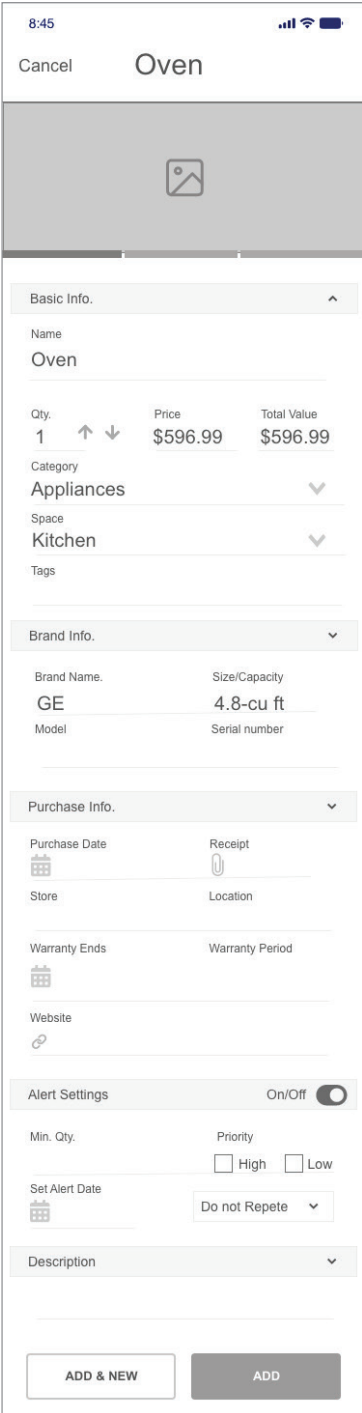 8:45
Cancel Oven
Basic Info.
Name
Oven
Qty. Price Total Value
1 $596.99 $596.99
Category
Appliances
Space
Kitchen
Tags
Brand Info.
Brand Name. Size/Capacity
GE 4.8-cu ft
Model Serial number
Purchase Info.
Purchase Date Receipt
Store Location
Warranty Ends Warranty Period
Website
Alert Settings On/Off
Min. Qty. Priority
High Low
Set Alert Date
Do not Repete
Description
ADD & NEW ADD